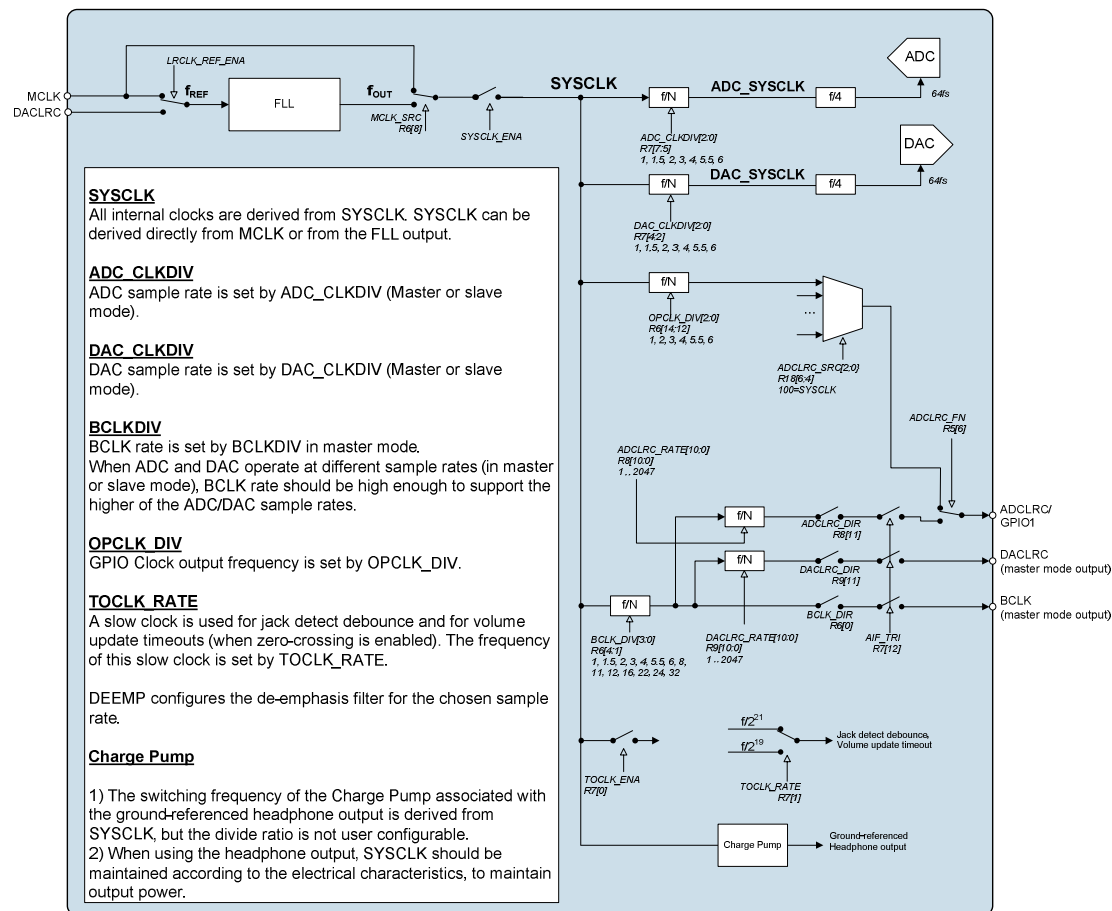 LRCLK_REF_ENA
MCLK
DACLRC
fREF
FLL
fOUT
MCLK_SRC
R6[8]
SYSCLK_ENA
SYSCLK
f/N
ADC_SYSCLK
f/4
ADC
64fs
ADC_CLKDIV[2:0]
R7[7:5]
1, 1.5, 2, 3, 4, 5.5, 6
f/N
DAC_SYSCLK
f/4
DAC
64fs
DAC_CLKDIV[2:0]
R7[4:2]
1, 1.5, 2, 3, 4, 5.5, 6
f/N
OPCLK_DIV[2:0]
R6[14:12]
1, 2, 3, 4, 5.5, 6
...
ADCLRC_SRC[2:0}
R18[6:4]
100=SYSCLK
ADCLRC_FN
R5[6]
ADCLRC_RATE[10:0]
R8[10:0]
1 .. 2047
f/N
ADCLRC_DIR
R8[11]
ADCLRC/
GPIO1
f/N
DACLRC_DIR
R9[11]
DACLRC
(master mode output)
f/N
BCLK_DIR
R6[0]
BCLK
(master mode output)
BCLK_DIV[3:0]
R6[4:1]
1, 1.5, 2, 3, 4, 5.5, 6, 8,
11, 12, 16, 22, 24, 32
DACLRC_RATE[10:0]
R9[10:0]
1 .. 2047
AIF_TRI
R7[12]
f/2^21
f/2^19
Jack detect debounce,
Volume update timeout
TOCLK_ENA
R7[0]
TOCLK_RATE
R7[1]
Charge Pump
Ground-referenced
Headphone output
SYSCLK
All internal clocks are derived from SYSCLK. SYSCLK can be
derived directly from MCLK or from the FLL output.
ADC_CLKDIV
ADC sample rate is set by ADC_CLKDIV (Master or slave
mode).
DAC_CLKDIV
DAC sample rate is set by DAC_CLKDIV (Master or slave
mode).
BCLKDIV
BCLK rate is set by BCLKDIV in master mode.
When ADC and DAC operate at different sample rates (in master
or slave mode), BCLK rate should be high enough to support the
higher of the ADC/DAC sample rates.
OPCLK_DIV
GPIO Clock output frequency is set by OPCLK_DIV.
TOCLK_RATE
A slow clock is used for jack detect debounce and for volume
update timeouts (when zero-crossing is enabled). The frequency
of this slow clock is set by TOCLK_RATE.
DEEMP configures the de-emphasis filter for the chosen sample
rate.
Charge Pump
1) The switching frequency of the Charge Pump associated with
the ground-referenced headphone output is derived from
SYSCLK, but the divide ratio is not user configurable.
2) When using the headphone output, SYSCLK should be
maintained according to the electrical characteristics, to maintain
output power.